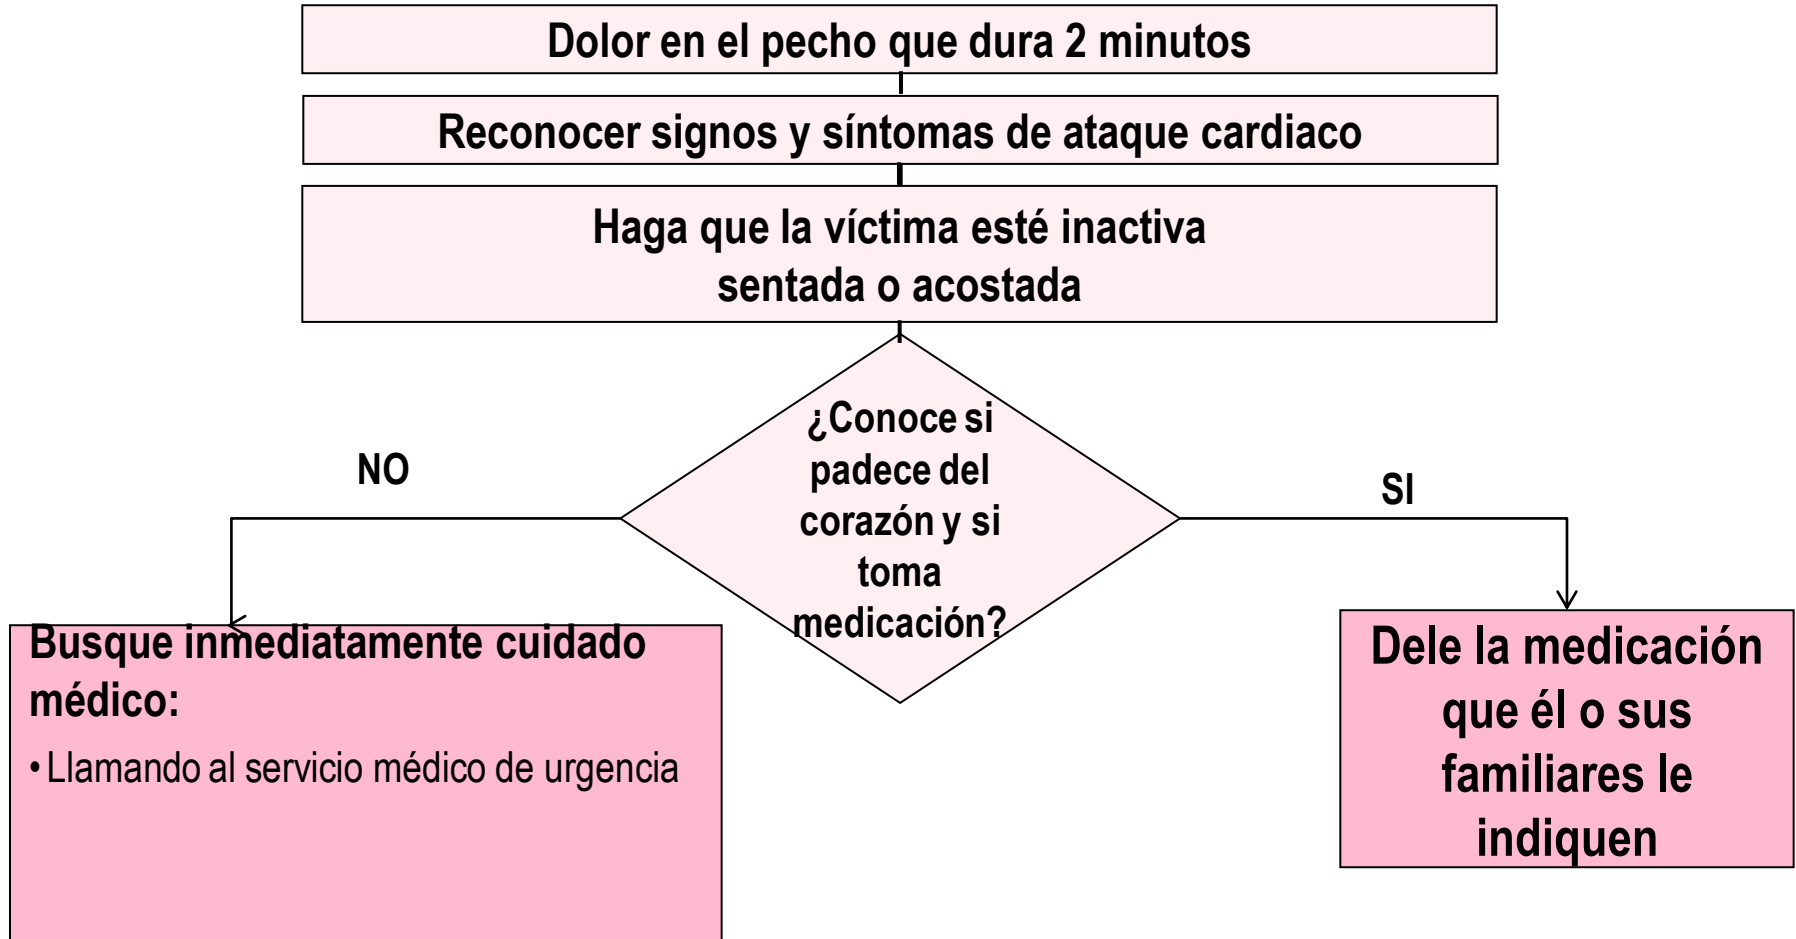 Dolor en el pecho que dura 2 minutos
Reconocer signos y síntomas de ataque cardiaco
Haga que la víctima esté inactiva
sentada o acostada
¿Conoce si
padece del
corazón y si
toma
medicación?
NO
SI
Busque inmediatamente cuidado
médico:
• Llamando al servicio médico de urgencia
Dele la medicación
que él o sus
familiares le
indiquen